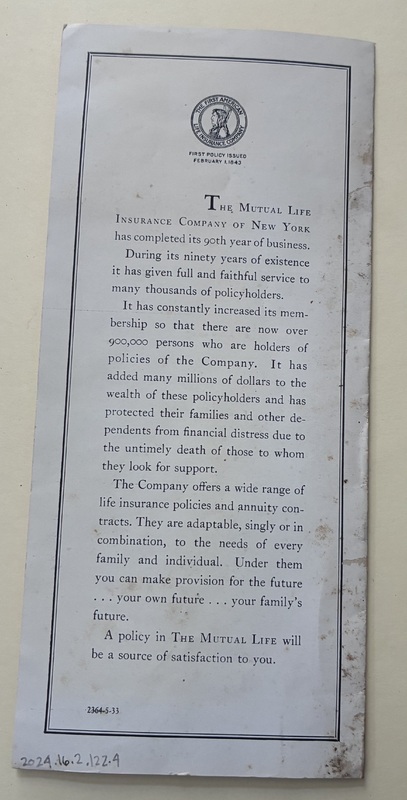 THE FIRST AMERICAN
LIFE INSURANCE COMPANY
FIRST POLICY ISSUED
FEBRUARY 1, 1843
THE MUTUAL LIFE
INSURANCE COMPANY OF NEW YORK
has completed its 90th year of business.
During its ninety years of existence
it has given full and faithful service to
many thousands of policyholders.
It has constantly increased its mem-
bership so that there are now over
900,000 persons who are holders of
policies of the Company. It has
added many millions of dollars to the
wealth of these policyholders and has
protected their families and other de-
pendents from financial distress due to
the untimely death of those to whom
they look for support.
The Company offers a wide range of
life insurance policies and annuity con-
tracts. They are adaptable, singly or in
combination, to the needs of every
family and individual. Under them
you can make provision for the future
. . . your own future . . . your family's
future.
A policy in THE MUTUAL LIFE will
be a source of satisfaction to you.
2364-5-33
2024.16.2.122.9